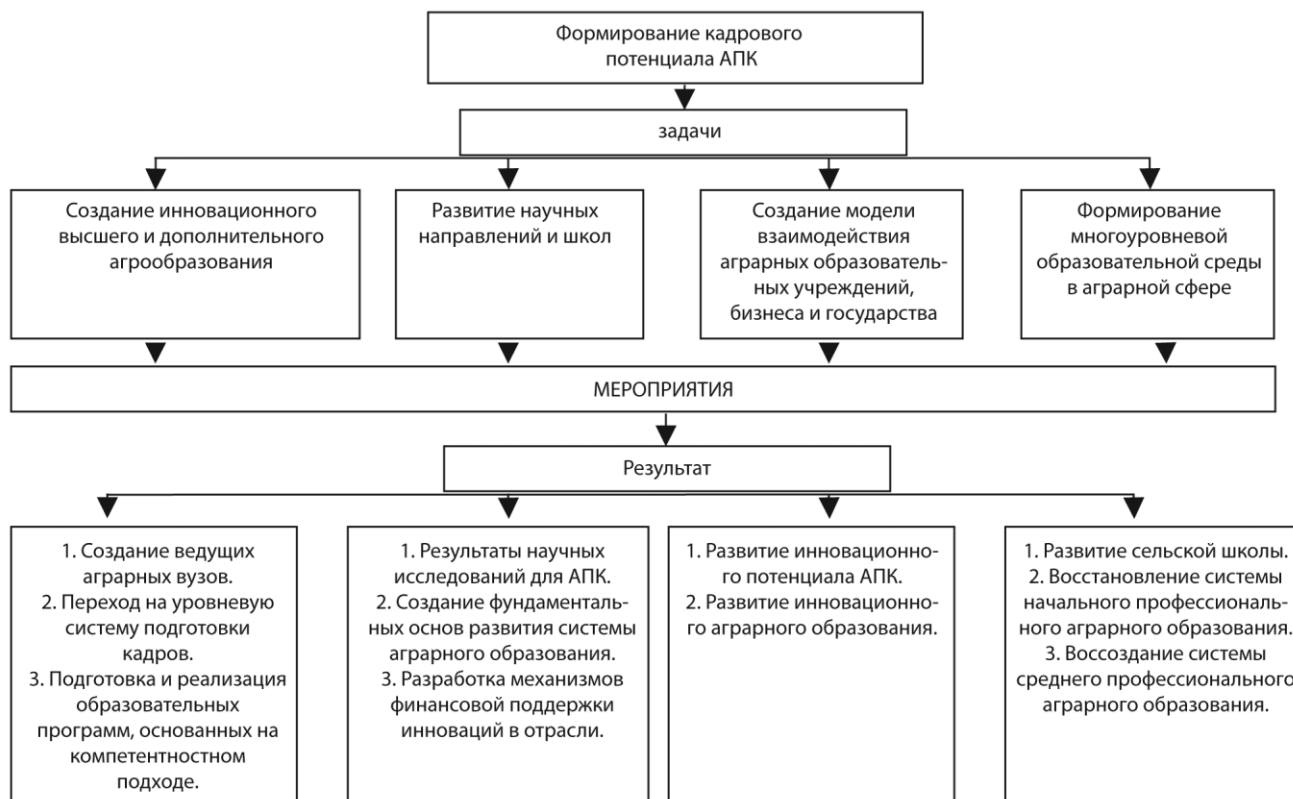 Формирование кадрового
потенциала АПК
задачи
Создание инновационного
высшего и дополнительного
агрообразования
Развитие научных
направлений и школ
Создание модели
взаимодействия
аграрных образователь-
ных учреждений,
бизнеса и государства
Формирование
многоуровневой
образовательной среды
в аграрной сфере
МЕРОПРИЯТИЯ
Результат
1. Создание ведущих
аграрных вузов.
2. Переход на уровневую
систему подготовки
кадров.
3. Подготовка и реализация
образовательных
программ, основанных на
компетентностном
подходе.
1. Результаты научных
исследований для АПК.
2. Создание фундаменталь-
ных основ развития системы
аграрного образования.
3. Разработка механизмов
финансовой поддержки
инноваций в отрасли.
1. Развитие инновационно-
го потенциала АПК.
2. Развитие инновационно-
го аграрного образования.
1. Развитие сельской школы.
2. Восстановление системы
начального профессиональ-
ного аграрного образования.
3. Воссоздание системы
среднего профессионального
аграрного образования.